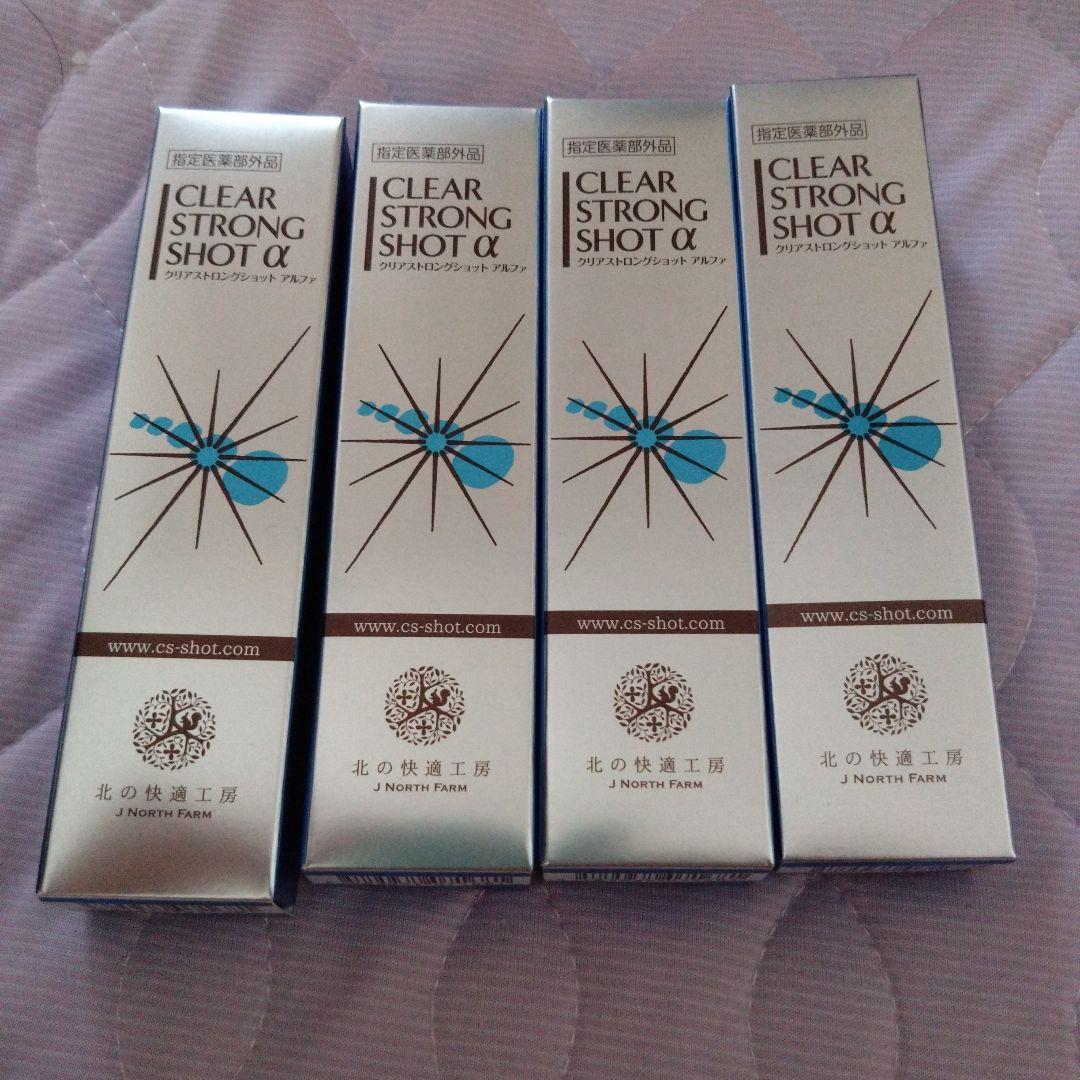 指定医薬部外品
CLEAR
STRONG
SHOT α
クリアストロングショット アルファ
www.cs-shot.com
北の快適工房
J NORTH FARM
指定医薬部外品
CLEAR
STRONG
SHOT α
クリアストロングショット アルファ
www.cs-shot.com
北の快適工房
J NORTH FARM
指定医薬部外品
CLEAR
STRONG
SHOT α
クリアストロングショット アルファ
www.cs-shot.com
北の快適工房
J NORTH FARM
指定医薬部外品
CLEAR
STRONG
SHOT α
クリアストロングショット アルファ
www.cs-shot.com
北の快適工房
J NORTH FARM